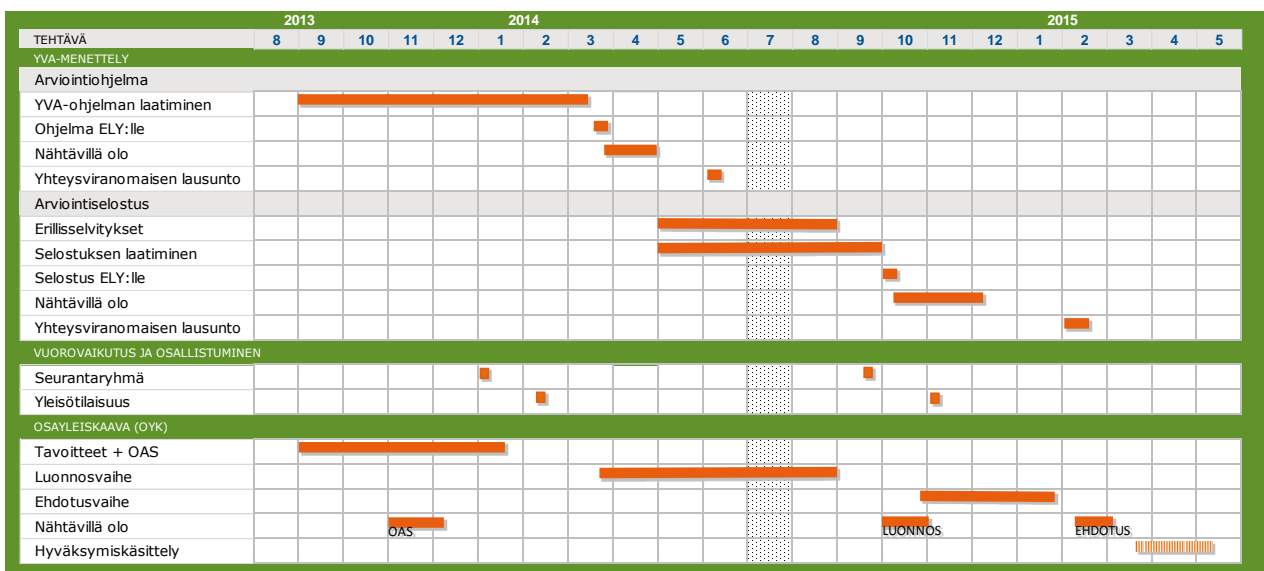 2013 2014 2015
TEHTÄVÄ 8 9 10 11 12 1 2 3 4 5 6 7 8 9 10 11 12 1 2 3 4 5
YVA-MENETTELY
Arviointiohjelma
YVA-ohjelman laatiminen
Ohjelma ELY:lle
Nähtävillä olo
Yhteysviranomaisen lausunto
Arviointiselostus
Erillisselvitykset
Selostuksen laatiminen
Selostus ELY:lle
Nähtävillä olo
Yhteysviranomaisen lausunto
VUOROVAIKUTUS JA OSALLISTUMINEN
Seurantaryhmä
Yleisötilaisuus
OSAYLEISKAAVA (OYK)
Tavoitteet + OAS
Luonnosvaihe
Ehdotusvaihe
Nähtävillä olo OAS LUONNOS EHDOTUS
Hyväksymiskäsittely